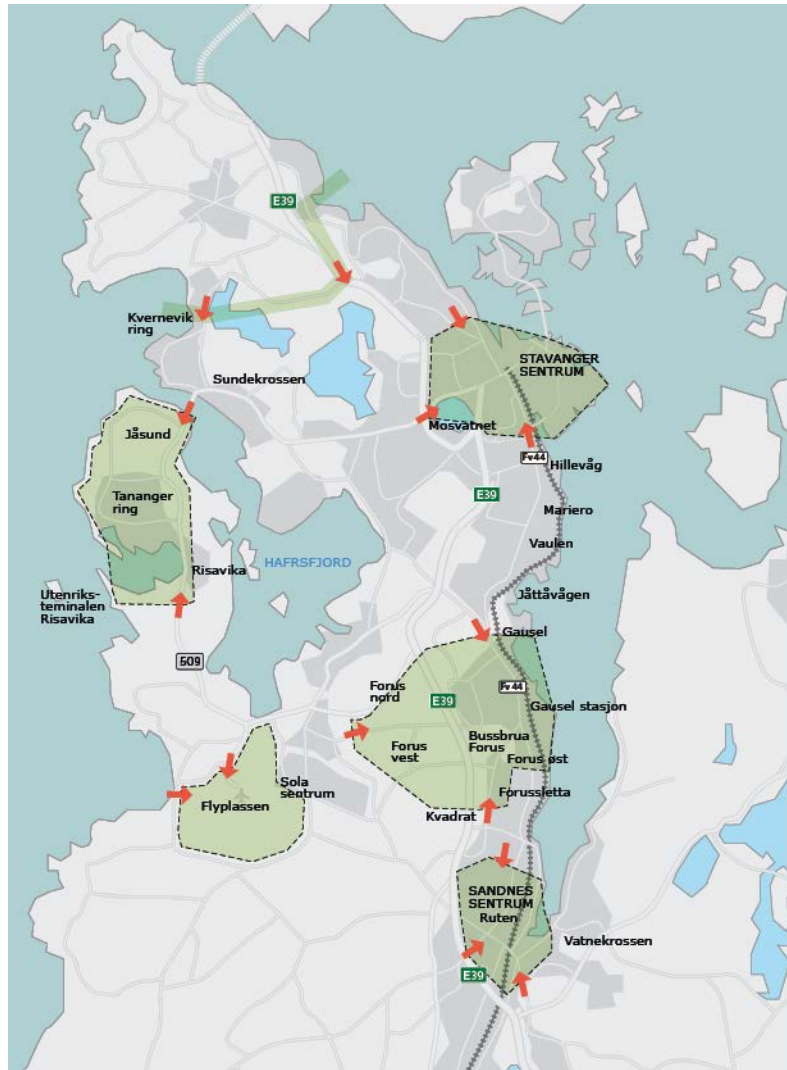 E39
Kvernevik
ring
STAVANGER
SENTRUM
Sundekrossen
Mosvatnet
Jåsund
Fv44
Hillevåg
Tananger
ring
E39
Mariero
Vaulen
HAFRSFJORD
Risavika
Utenriks-
teminalen
Risavika
Jåttåvågen
Gausel
509
Forus
nord
E39
Fv44
Gausel stasjon
Bussbrua
Forus
Forus
vest
Forus øst
Sola
sentrum
Flyplassen
Forussletta
Kvadrat
SANDNES
SENTRUM
Ruten
Vatnekrossen
E39